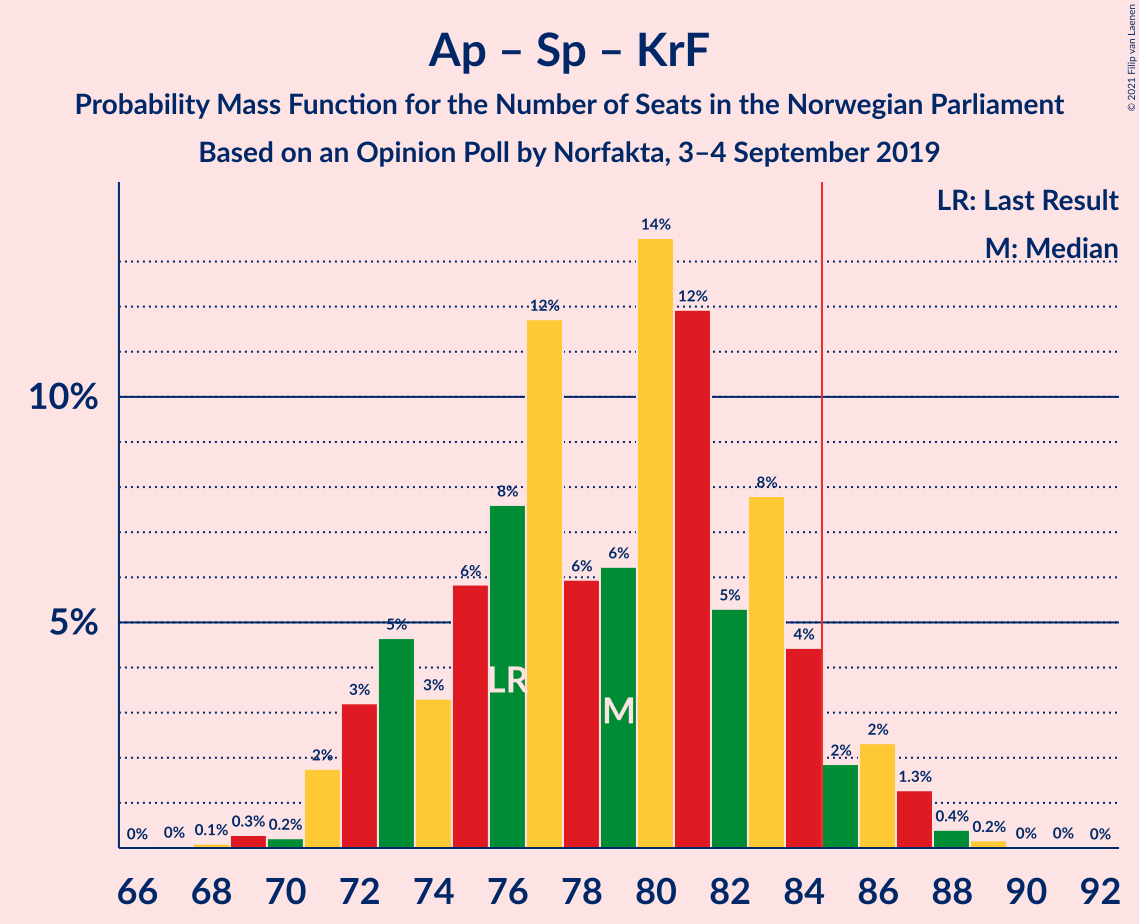 © 2021 Filip van Laenen
Ap – Sp – KrF
Probability Mass Function for the Number of Seats in the Norwegian Parliament
Based on an Opinion Poll by Norfakta, 3–4 September 2019
LR: Last Result
M: Median
10%
5%
0% 0% 0.1% 0.3% 0.2% 2% 3% 5% 3% 6% 8% 12% 6% 6% 14% 12% 5% 8% 4% 2% 2% 1.3% 0.4% 0.2% 0% 0% 0%
LR
M
66 68 70 72 74 76 78 80 82 84 86 88 90 92